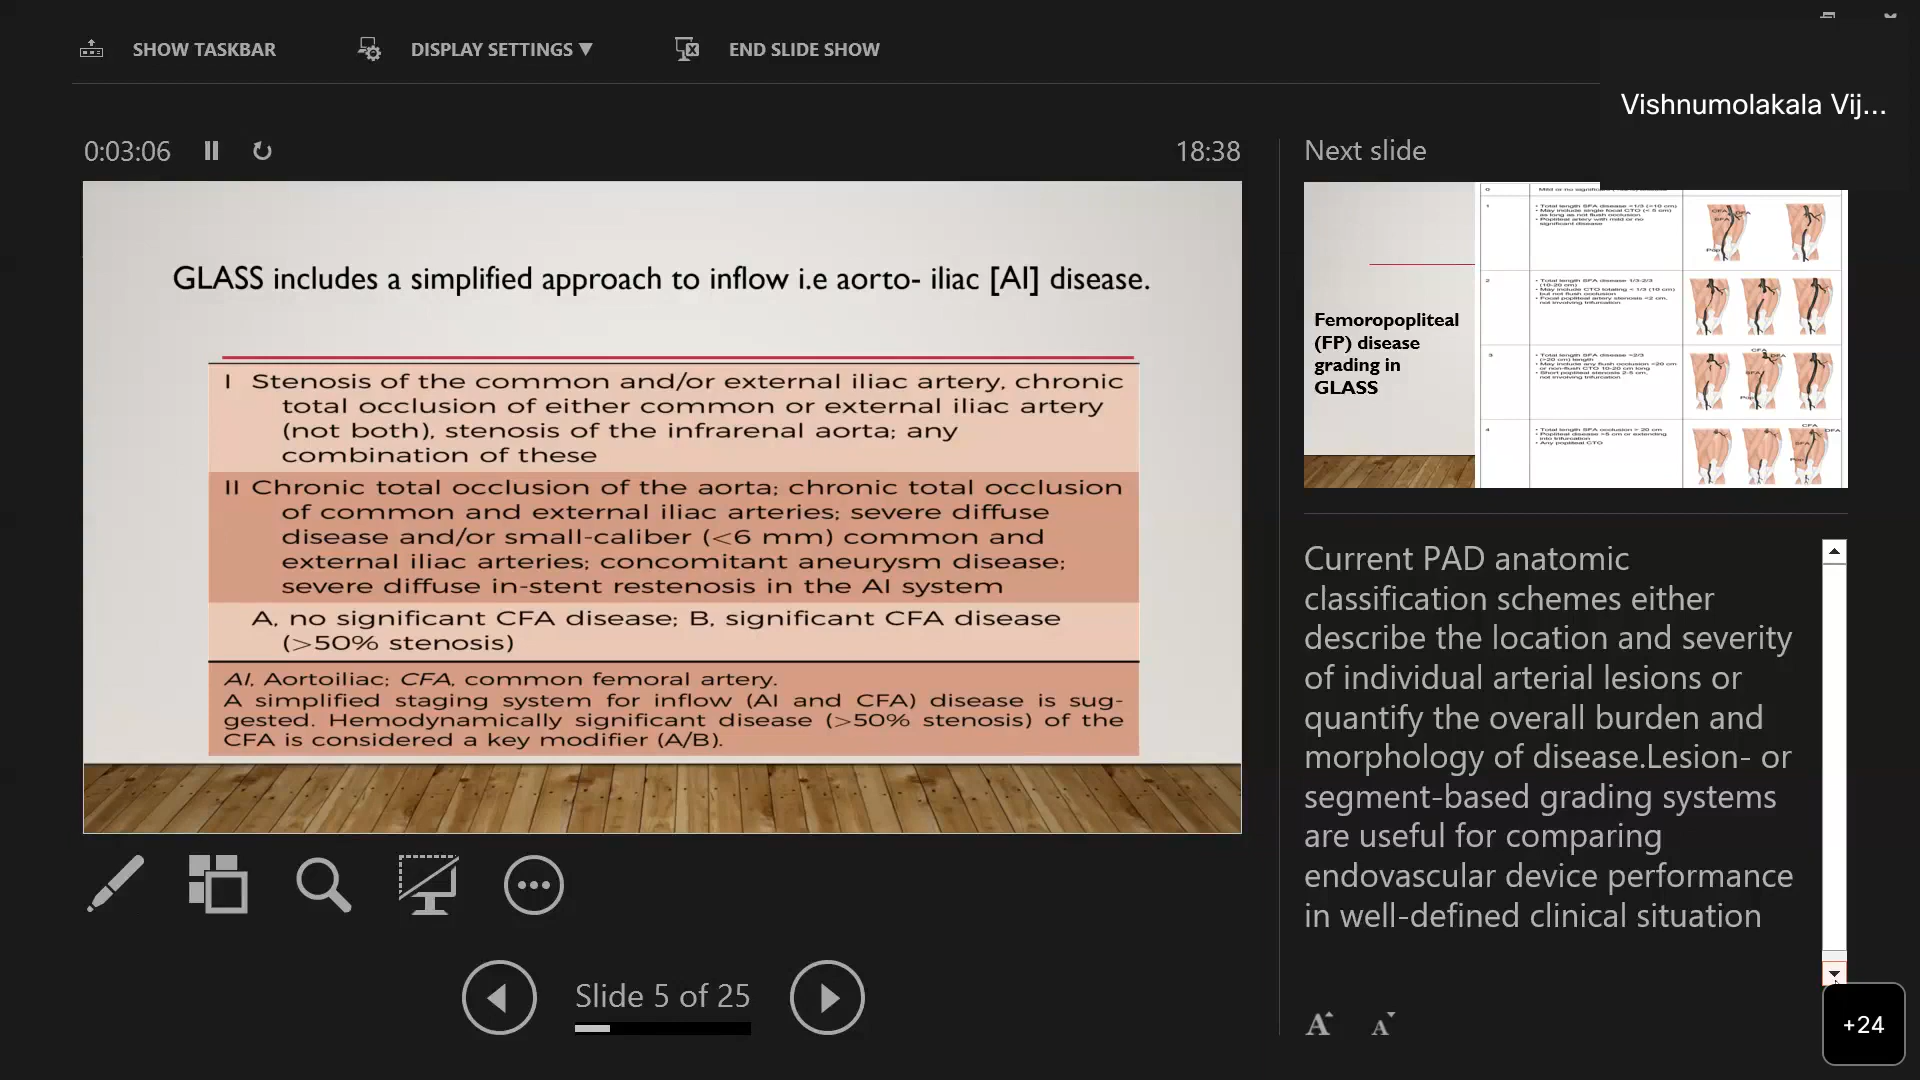 SHOW TASKBAR
DISPLAY SETTINGS ▼
END SLIDE SHOW
Vishnumolakala Vij...
0:03:06
18:38
Next slide
GLASS includes a simplified approach to inflow i.e aorto- iliac [AI] disease.
I Stenosis of the common and/or external iliac artery, chronic
total occlusion of either common or external iliac artery
(not both), stenosis of the infrarenal aorta; any
combination of these
II Chronic total occlusion of the aorta; chronic total occlusion
of common and external iliac arteries; severe diffuse
disease and/or small-caliber (<6 mm) common and
external iliac arteries; concomitant aneurysm disease;
severe diffuse in-stent restenosis in the AI system
A, no significant CFA disease; B, significant CFA disease
(>50% stenosis)
AI, Aortoiliac; CFA, common femoral artery.
A simplified staging system for inflow (AI and CFA) disease is sug-
gested. Hemodynamically significant disease (>50% stenosis) of the
CFA is considered a key modifier (A/B).
Slide 5 of 25
Femoropopliteal
(FP) disease
grading in
GLASS
0
1
2
3
4
Current PAD anatomic
classification schemes either
describe the location and severity
of individual arterial lesions or
quantify the overall burden and
morphology of disease.Lesion- or
segment-based grading systems
are useful for comparing
endovascular device performance
in well-defined clinical situation
A A
+24